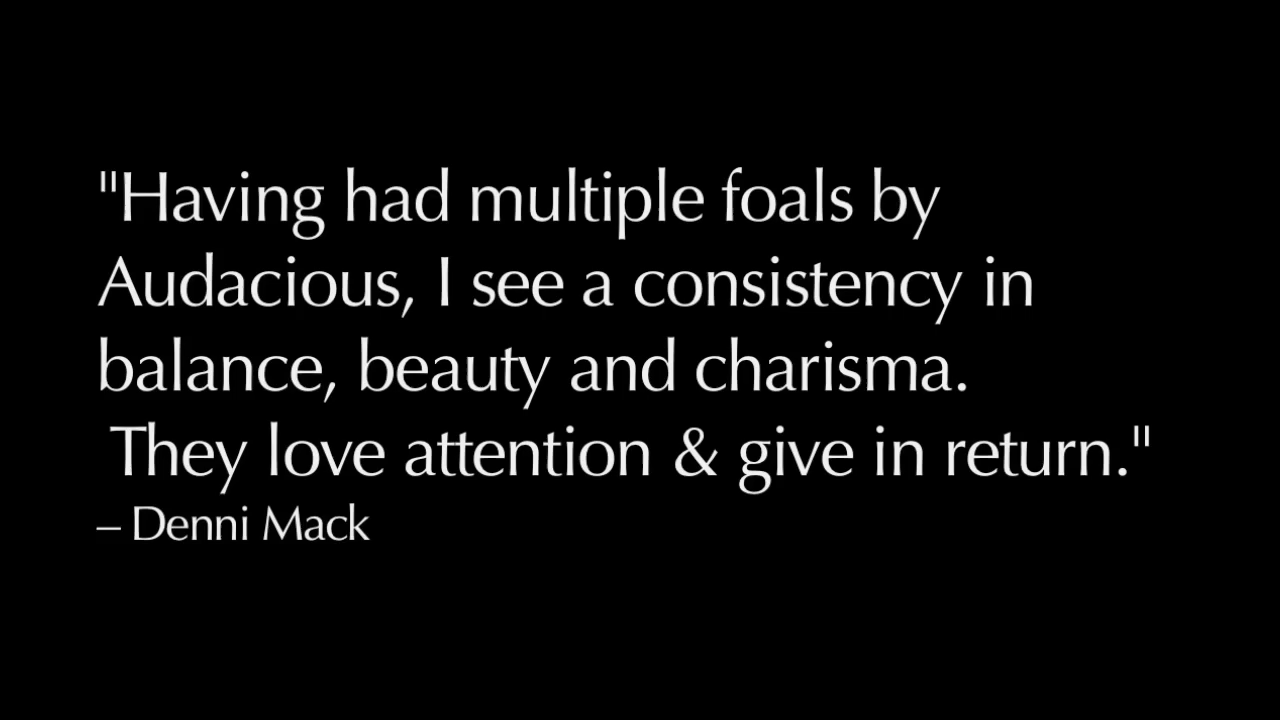 "Having had multiple foals by
Audacious, I see a consistency in
balance, beauty and charisma.
They love attention & give in return."
– Denni Mack